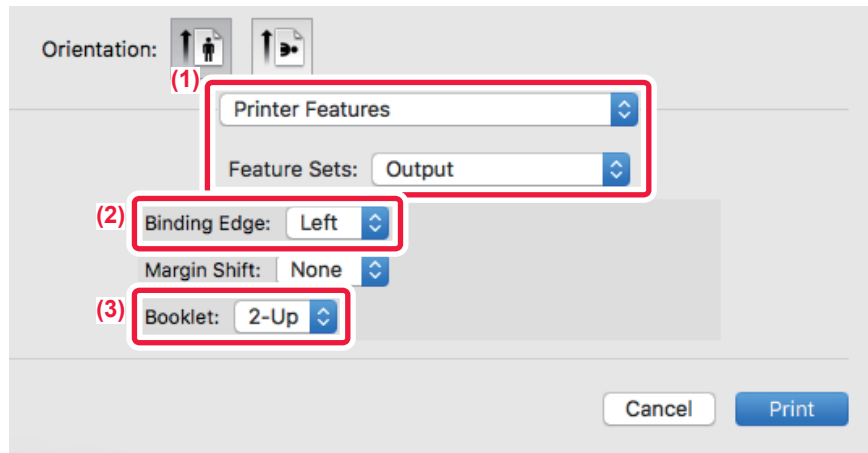 Orientation:
(1)
Printer Features
Feature Sets: Output
(2) Binding Edge: Left
Margin Shift: None
(3) Booklet: 2-Up
Cancel Print